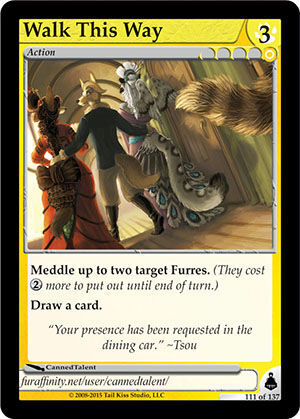 Walk This Way
3
Action
Meddle up to two target Furres. (They cost
2 more to put out until end of turn.)
Draw a card.
"Your presence has been requested in the
dining car." ~Tsou
CannedTalent
furaffinity.net/user/cannedtalent/
©2008-2015 Tail Kiss Studio, LLC
111 of 137